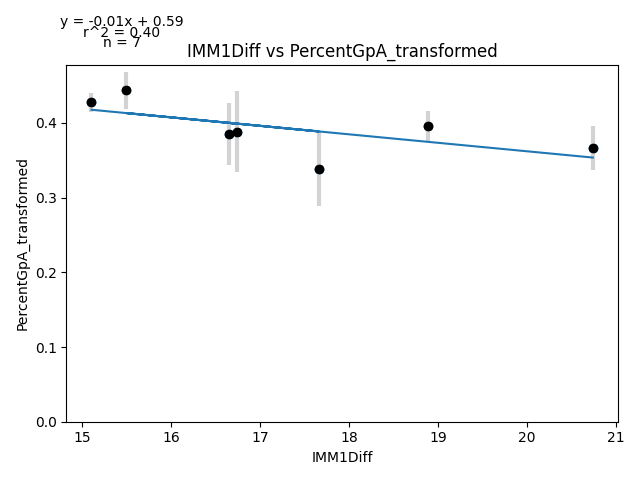 y = -0.01x + 0.59
r^2 = 0.40
n = 7
IMM1Diff vs PercentGpA_transformed
PercentGpA_transformed
0.4
0.3
0.2
0.1
0.0
15 16 17 18 19 20 21
IMM1Diff